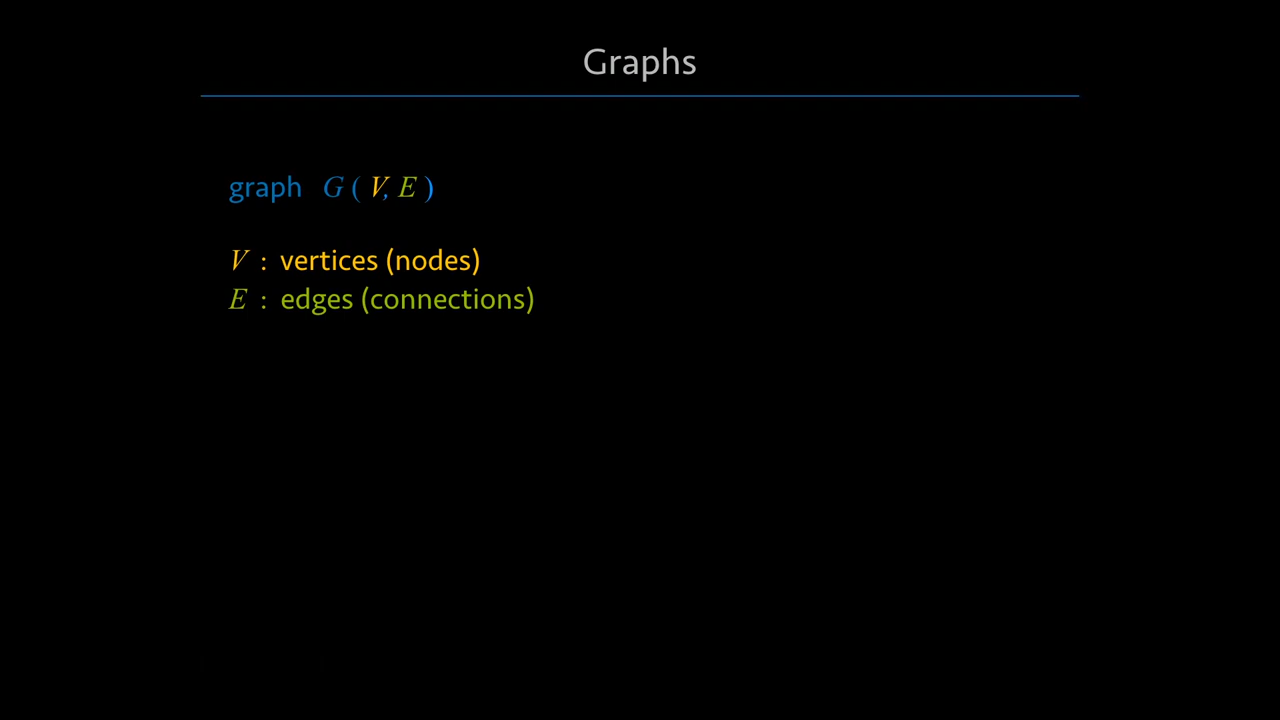 Graphs
graph G ( V, E )
V : vertices (nodes)
E : edges (connections)